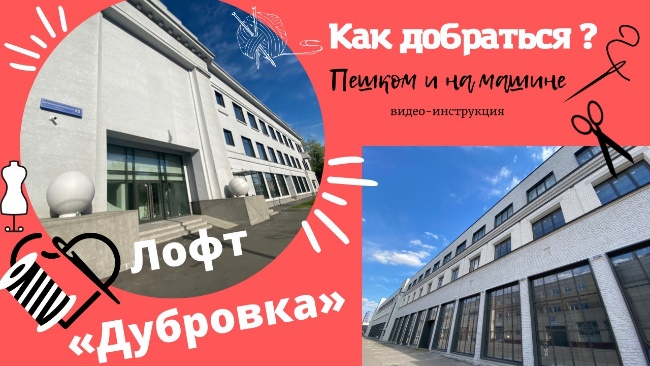 Как добраться ?
Пешком и на машине
видео-инструкция
Лофт
«Дубровка»